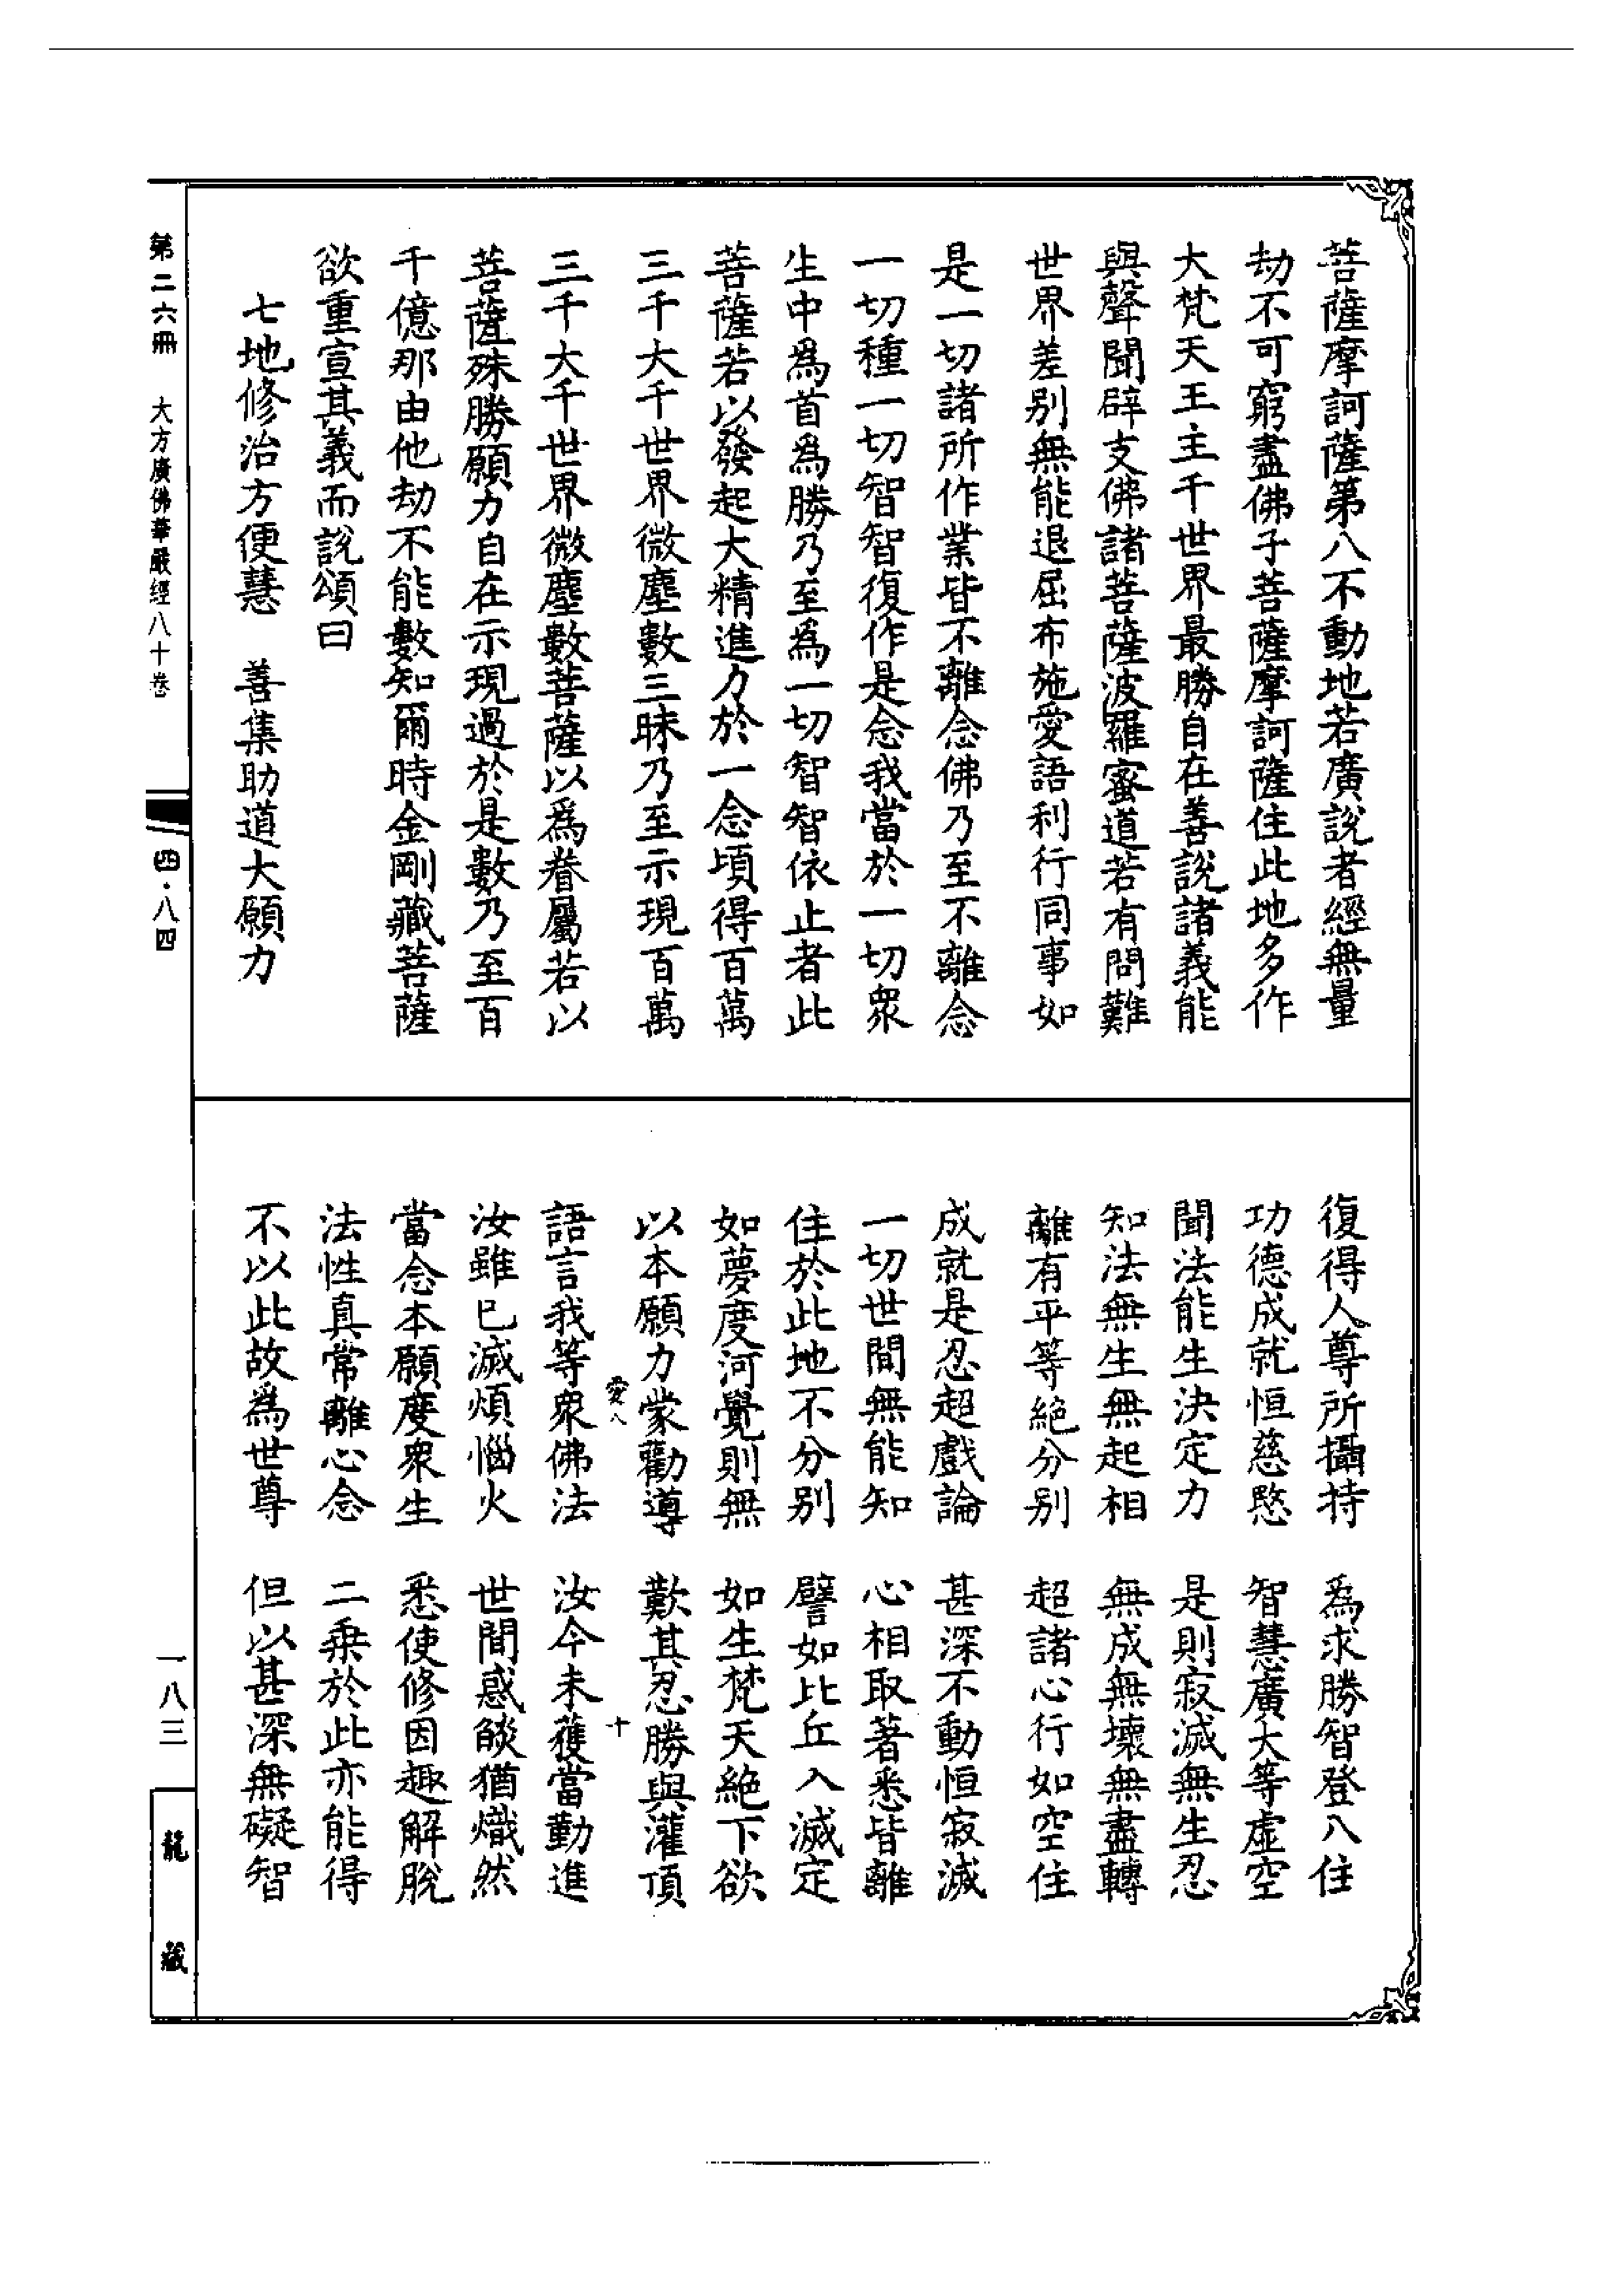 菩薩摩訶薩第八不動地若廣說者經無量
劫不可窮盡佛子菩薩摩訶薩住此地多作
大梵天王主千世界最勝自在善說諸義能
與聲聞辟支佛諸菩薩波羅蜜道若有問難
世界差別無能退屈布施愛語利行同事如
是一切諸所作業皆不離念佛乃至不離念
一切種一切智智復作是念我當於一切眾
生中為首為勝乃至為一切智智依止者此
菩薩若以發起大精進力於一念頃得百萬
三千大千世界微塵數三昧乃至示現百萬
三千大千世界微塵數菩薩以為眷屬若以
菩薩殊勝願力自在示現過於是數乃至百
千億那由他劫不能數知爾時金剛藏菩薩
欲重宣其義而說頌曰
七地修治方便慧　善集助道大願力
復得人尊所攝持　為求勝智登八住
功德成就恒慈愍　智慧廣大等虛空
聞法能生決定力　是則寂滅無生忍
知法無生無起相　無成無壞無盡轉
離有平等絕分別　超諸心行如空住
成就是忍超戲論　甚深不動恒寂滅
一切世間無能知　心相取著悉皆離
住於此地不分別　譬如比丘入滅定
如夢度河覺則無　如生梵天絕下欲
以本願力蒙勸導　歎其忍勝與灌頂
愛八　十
語言我等眾佛法　汝今未獲當勤進
汝雖已滅煩惱火　世間惑燄猶熾然
當念本願度眾生　悉使修因趣解脫
法性真常離心念　二乘於此亦能得
不以此故為世尊　但以甚深無礙智
第二六冊　大方廣佛華嚴經八十卷
四·八四
一八三
龍藏